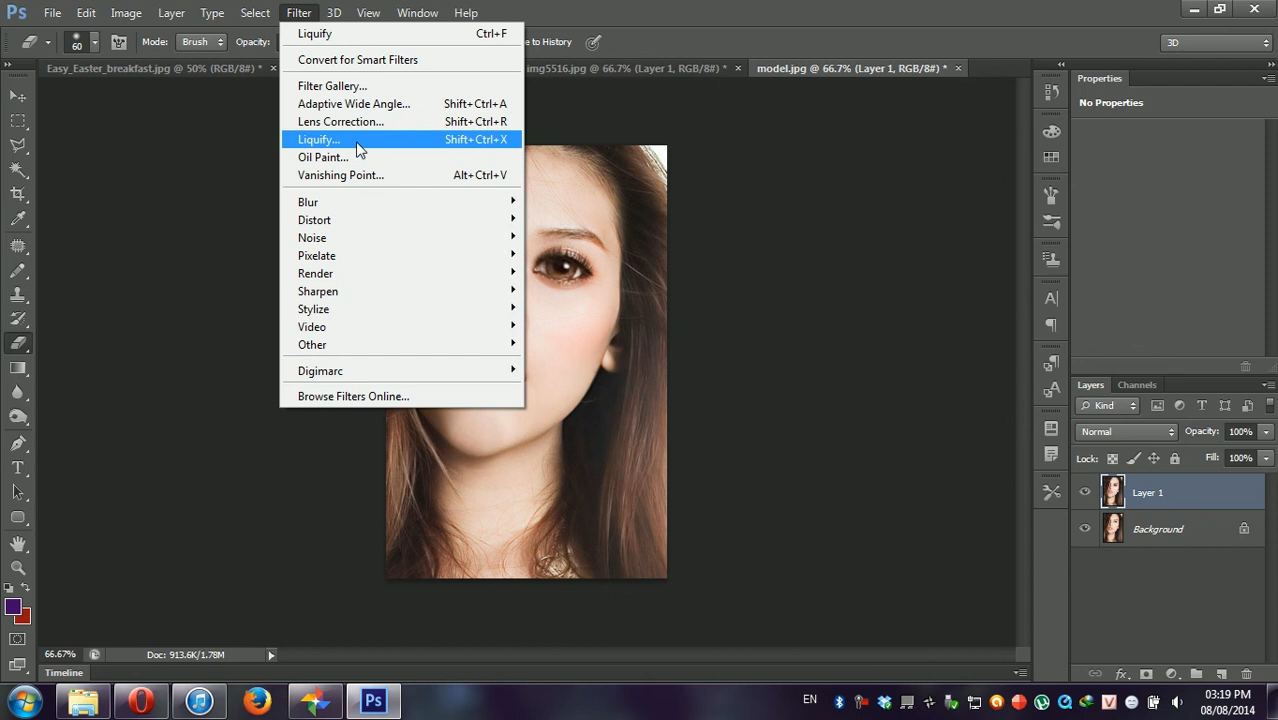 Ps File Edit Image Layer Type Select Filter 3D View Window Help
60 Mode: Brush Opacity: to History 3D
Easy_Easter_breakfast.jpg @ 50% (RGB/8#) × img5516.jpg @ 66.7% (Layer 1, RGB/8#) * × model.jpg @ 66.7% (Layer 1, RGB/8#) * ×
Liquify Ctrl+F
Convert for Smart Filters
Filter Gallery...
Adaptive Wide Angle... Shift+Ctrl+A
Lens Correction... Shift+Ctrl+R
Liquify... Shift+Ctrl+X
Oil Paint...
Vanishing Point... Alt+Ctrl+V
Blur
Distort
Noise
Pixelate
Render
Sharpen
Stylize
Video
Other
Digimarc
Browse Filters Online...
Properties
No Properties
Layers Channels
Kind
Normal Opacity: 100%
Lock: Fill: 100%
Layer 1
Background
66.67% Doc: 913.6K/1.78M
Timeline
Ps EN 03:19 PM
08/08/2014